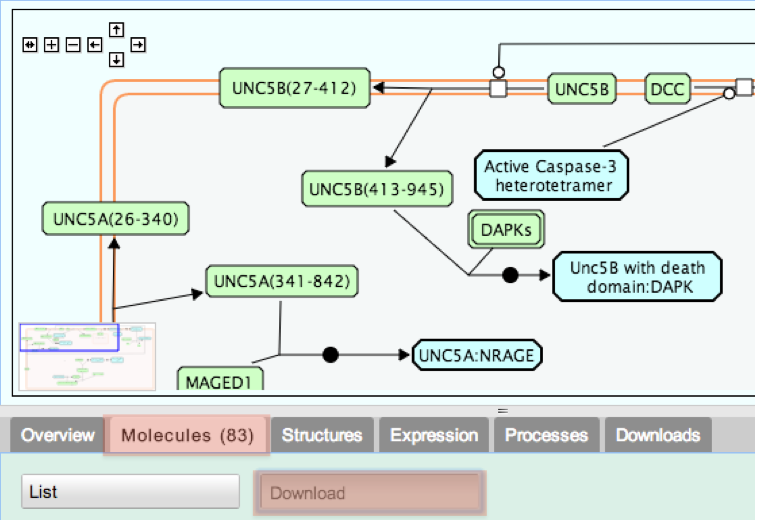 UNC5B(27-412)
UNC5B
DCC
Active Caspase-3
heterotetramer
UNC5B(413-945)
UNC5A(26-340)
DAPKs
Unc5B with death
domain:DAPK
UNC5A(341-842)
UNC5A:NRAGE
MAGED1
Overview
Molecules (83)
Structures
Expression
Processes
Downloads
List
Download